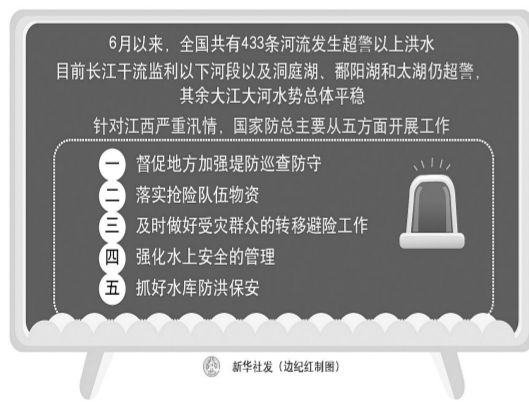 6月以来，全国共有433条河流发生超警以上洪水
目前长江干流监利以下河段以及洞庭湖、鄱阳湖和太湖仍超警，
其余大江大河水势总体平稳
针对江西严重汛情，国家防总主要从五方面开展工作
一 督促地方加强堤防巡查防守
二 落实抢险队伍物资
三 及时做好受灾群众的转移避险工作
四 强化水上安全的管理
五 抓好水库防洪保安
新华社发（边纪红制图）